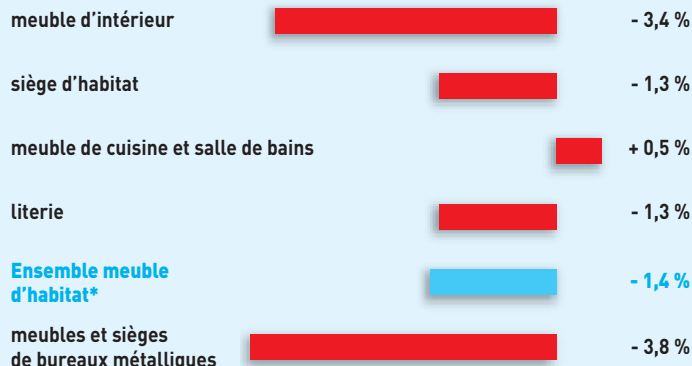 meuble d'intérieur - 3,4 %
siège d'habitat - 1,3 %
meuble de cuisine et salle de bains + 0,5 %
literie - 1,3 %
Ensemble meuble
d'habitat* - 1,4 %
meubles et sièges
de bureaux métalliques - 3,8 %